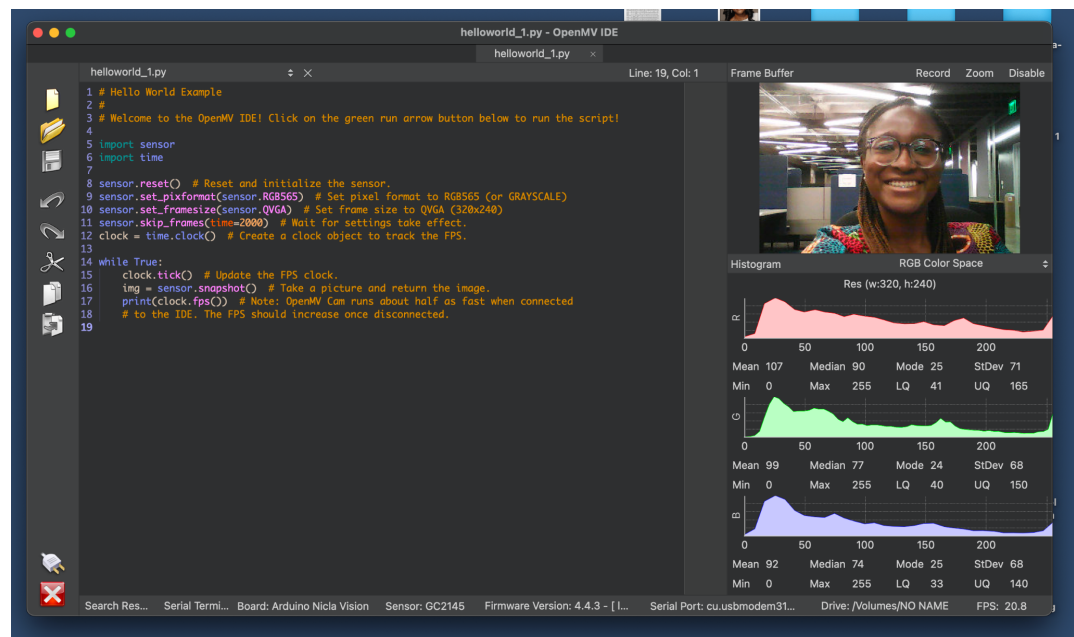 helloworld_1.py - OpenMV IDE
helloworld_1.py ×
helloworld_1.py ×
Line: 19, Col: 1
Frame Buffer Record Zoom Disable
1 # Hello World Example
2 #
3 # Welcome to the OpenMV IDE! Click on the green run arrow button below to run the script!
4
5 import sensor
6 import time
7
8 sensor.reset()  # Reset and initialize the sensor.
9 sensor.set_pixformat(sensor.RGB565)  # Set pixel format to RGB565 (or GRAYSCALE)
10 sensor.set_framesize(sensor.QVGA)  # Set frame size to QVGA (320x240)
11 sensor.skip_frames(time=2000)  # Wait for settings take effect.
12 clock = time.clock()  # Create a clock object to track the FPS.
13
14 while True:
15     clock.tick()  # Update the FPS clock.
16     img = sensor.snapshot()  # Take a picture and return the image.
17     print(clock.fps())  # Note: OpenMV Cam runs about half as fast when connected
18     # to the IDE. The FPS should increase once disconnected.
19
Histogram RGB Color Space
Res (w:320, h:240)
R
0 50 100 150 200
Mean 107 Median 90 Mode 25 StDev 71
Min 0 Max 255 LQ 41 UQ 165
G
0 50 100 150 200
Mean 99 Median 77 Mode 24 StDev 68
Min 0 Max 255 LQ 40 UQ 150
B
0 50 100 150 200
Mean 92 Median 74 Mode 25 StDev 68
Min 0 Max 255 LQ 33 UQ 140
Search Res... Serial Termi... Board: Arduino Nicla Vision Sensor: GC2145 Firmware Version: 4.4.3 - [ l... Serial Port: cu.usbmodem31... Drive: /Volumes/NO NAME FPS: 20.8